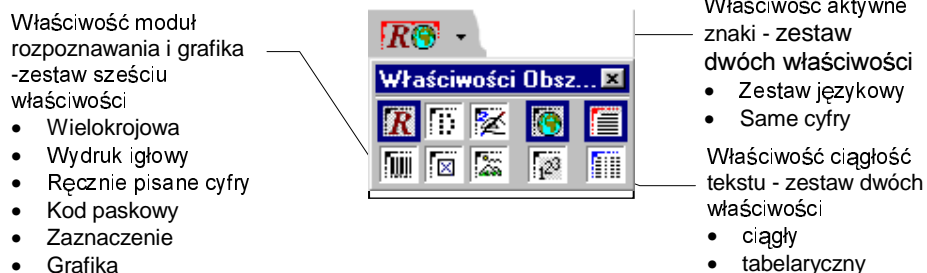 Właściwość moduł
rozpoznawania i grafika
-zestaw sześciu
właściwości
• Wielokrojowa
• Wydruk igłowy
• Ręcznie pisane cyfry
• Kod paskowy
• Zaznaczenie
• Grafika
R
Właściwości Obsz...
R
123
Właściwość aktywne
znaki - zestaw
dwóch właściwości
• Zestaw językowy
• Same cyfry
Właściwość ciągłość
tekstu - zestaw dwóch
właściwości
• ciągły
• tabelaryczny